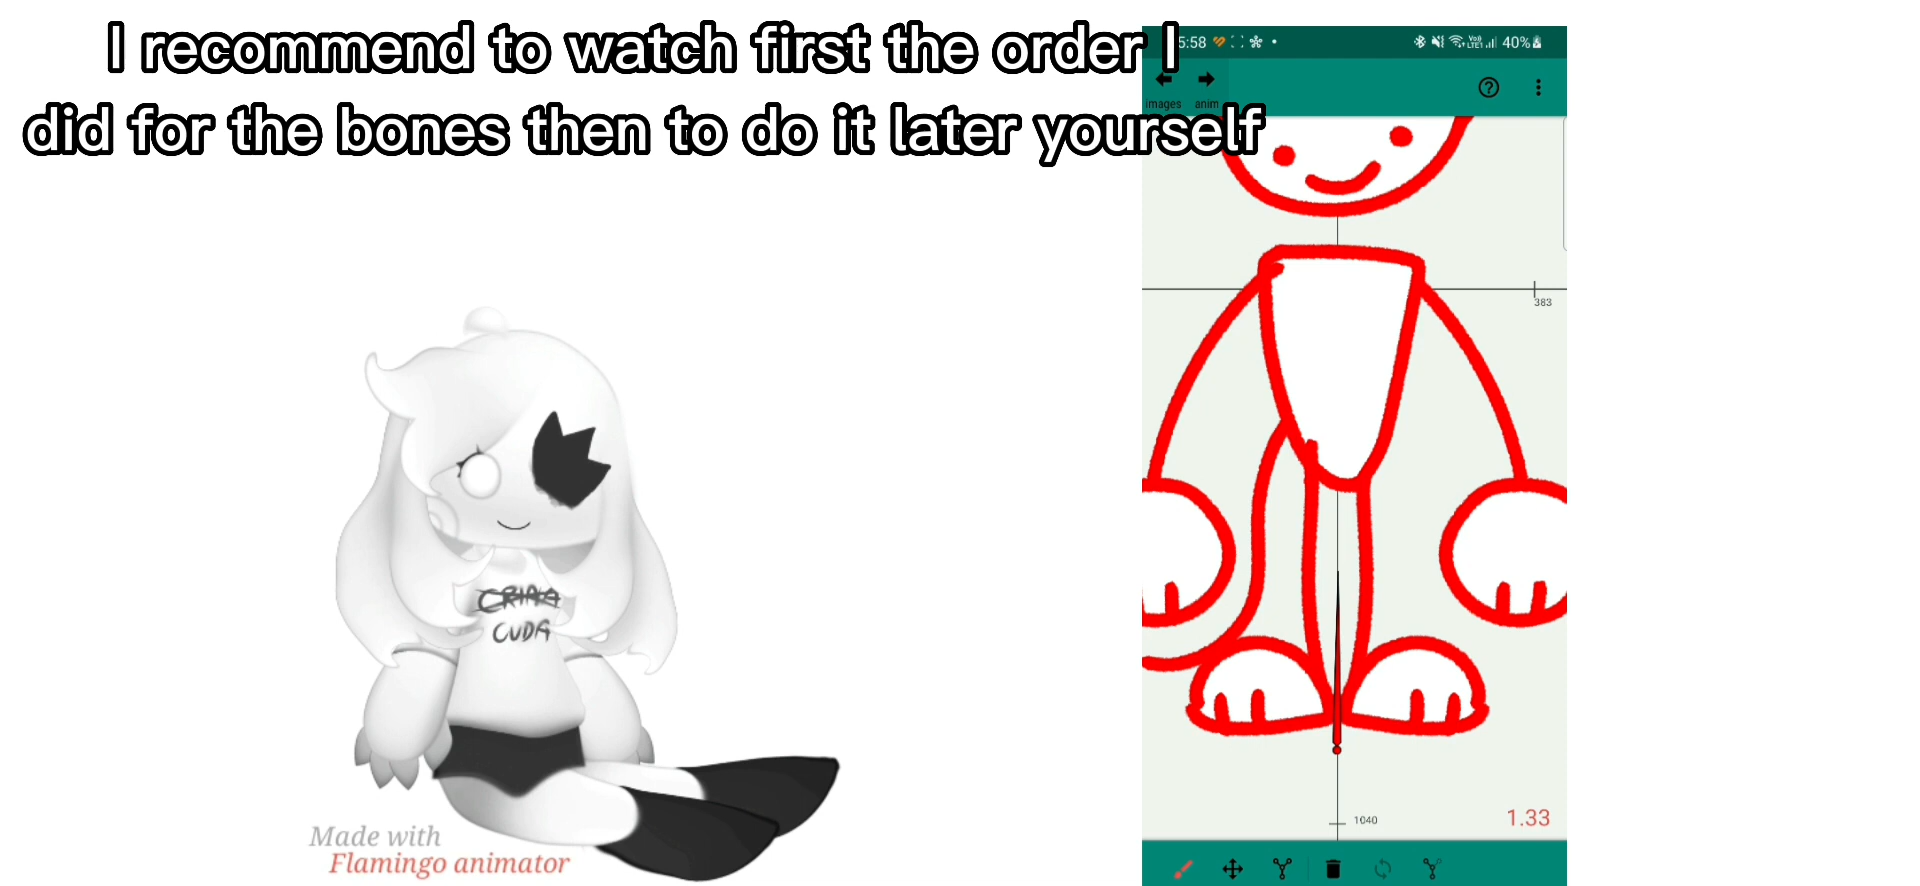 I recommend to watch first the order I
did for the bones then to do it later yourself
5:58
40%
images anim
383
CRIAA
CUDA
Made with
Flamingo animator
1040
1.33